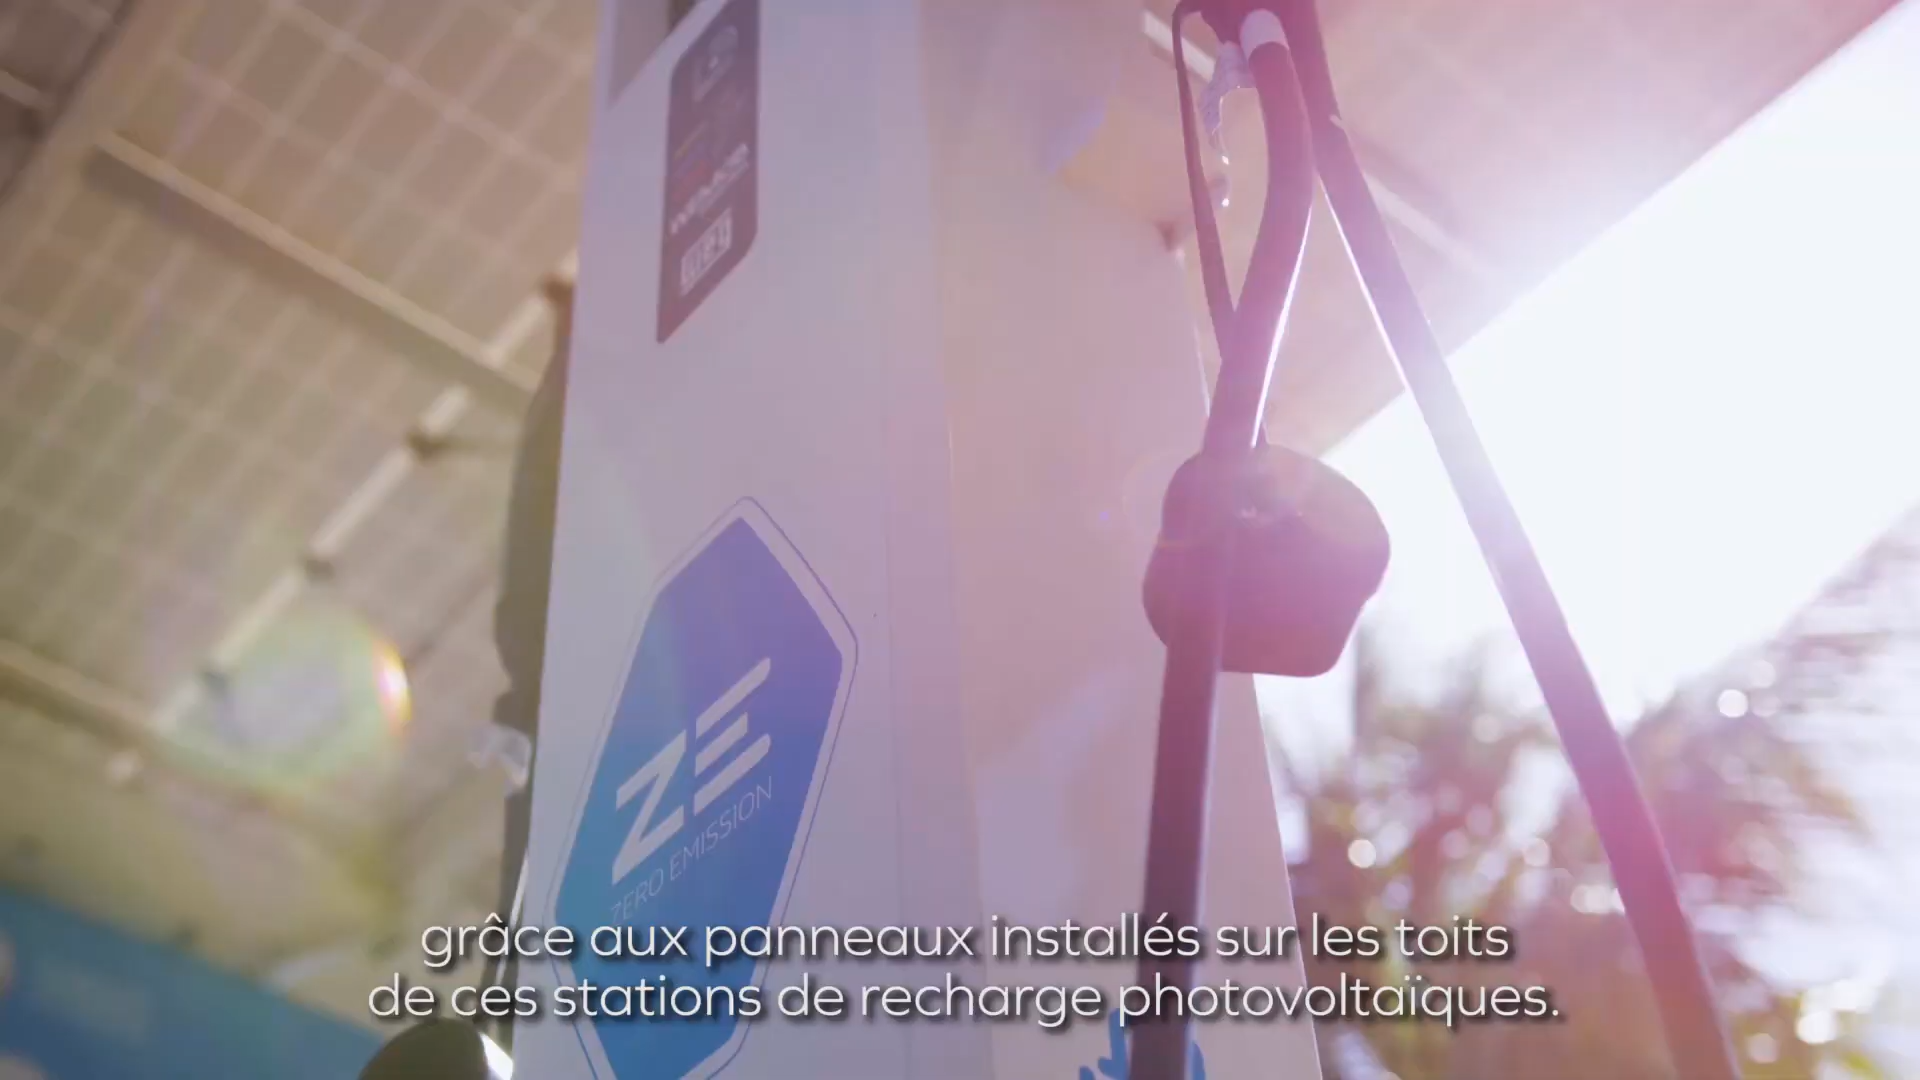 ZE
ZERO EMISSION
grâce aux panneaux installés sur les toits
de ces stations de recharge photovoltaïques.